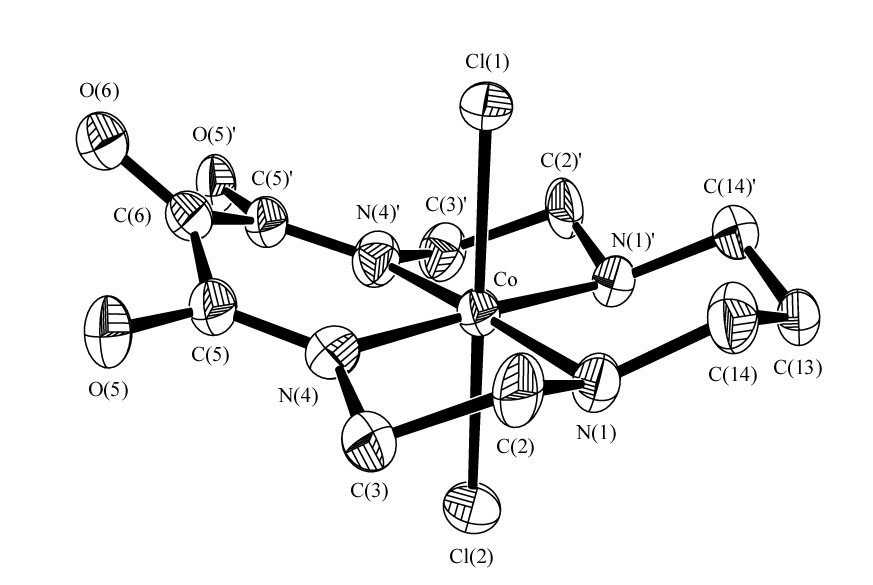 Cl(1)
O(6)
O(5)'
C(5)'
C(2)'
C(14)'
C(6)
N(4)'
C(3)'
N(1)'
Co
O(5)
C(5)
N(4)
C(14)
C(13)
C(2)
N(1)
C(3)
Cl(2)